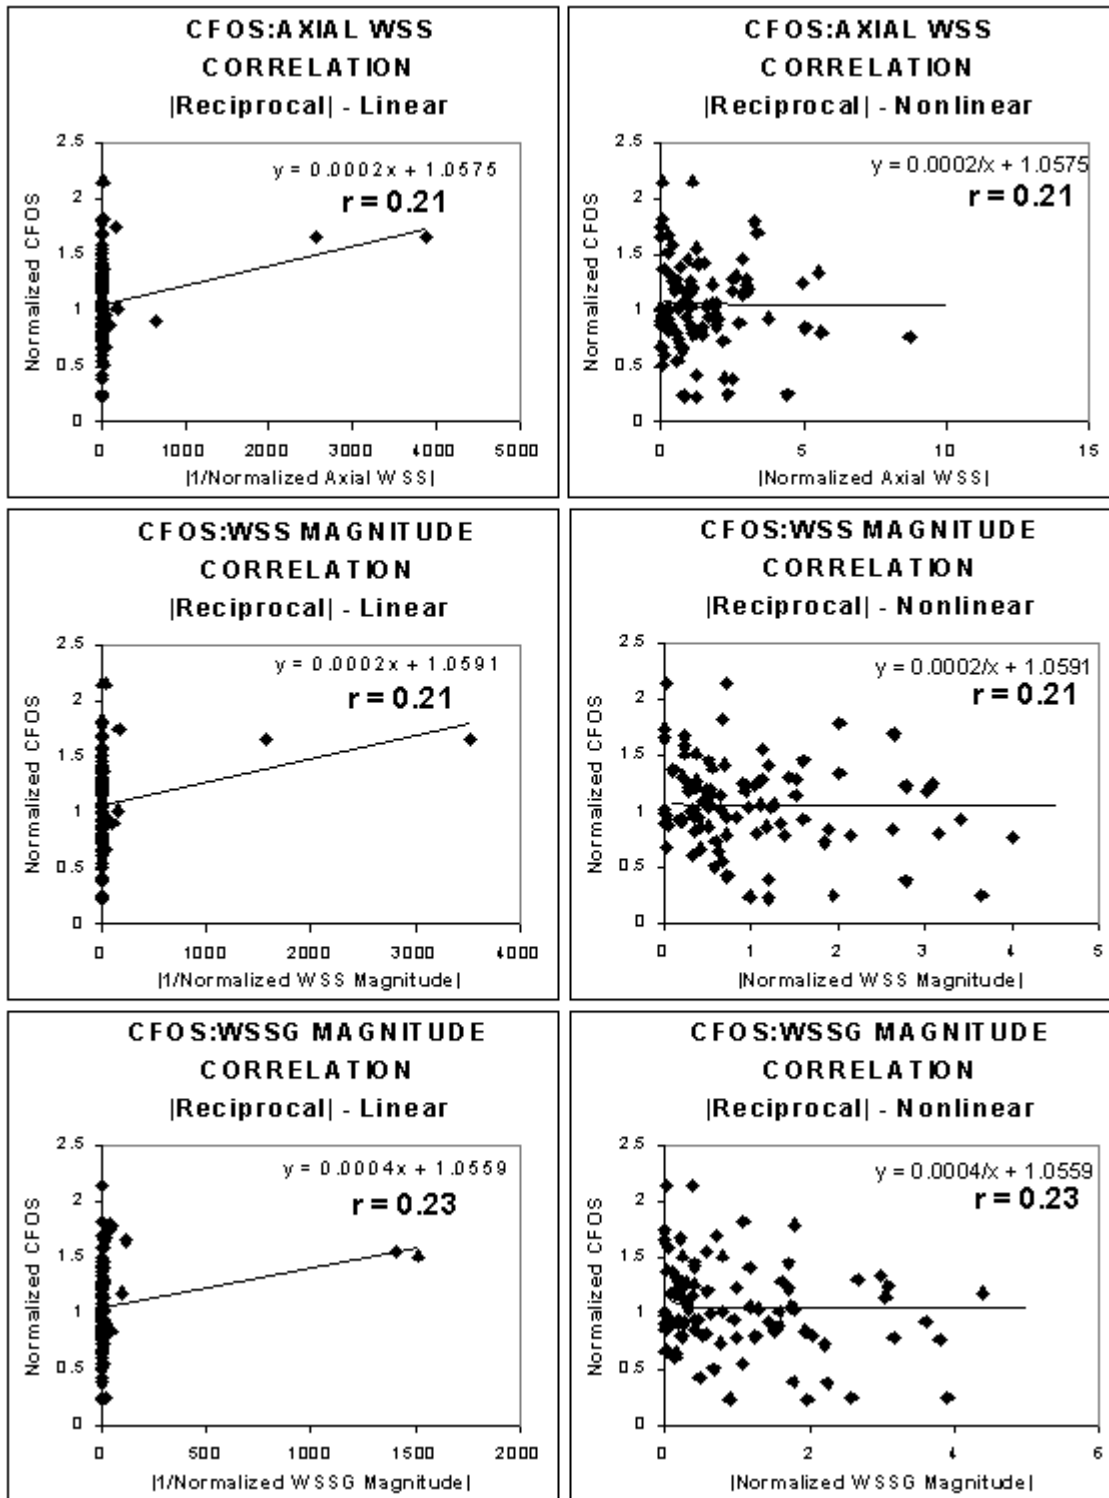 CFOS:AXIAL WSS
CORRELATION
|Reciprocal| - Linear
2.5
2
1.5
1
0.5
0
Normalized CFOS
y = 0.0002x + 1.0575
r = 0.21
0 1000 2000 3000 4000 5000
|1/Normalized Axial WSS|
CFOS:AXIAL WSS
CORRELATION
|Reciprocal| - Nonlinear
2.5
2
1.5
1
0.5
0
Normalized CFOS
y = 0.0002/x + 1.0575
r = 0.21
0 5 10 15
|Normalized Axial WSS|
CFOS:WSS MAGNITUDE
CORRELATION
|Reciprocal| - Linear
2.5
2
1.5
1
0.5
0
Normalized CFOS
y = 0.0002x + 1.0591
r = 0.21
0 1000 2000 3000 4000
|1/Normalized WSS Magnitude|
CFOS:WSS MAGNITUDE
CORRELATION
|Reciprocal| - Nonlinear
2.5
2
1.5
1
0.5
0
Normalized CFOS
y = 0.0002/x + 1.0591
r = 0.21
0 1 2 3 4 5
|Normalized WSS Magnitude|
CFOS:WSSG MAGNITUDE
CORRELATION
|Reciprocal| - Linear
2.5
2
1.5
1
0.5
0
Normalized CFOS
y = 0.0004x + 1.0559
r = 0.23
0 500 1000 1500 2000
|1/Normalized WSSG Magnitude|
CFOS:WSSG MAGNITUDE
CORRELATION
|Reciprocal| - Nonlinear
2.5
2
1.5
1
0.5
0
Normalized CFOS
y = 0.0004/x + 1.0559
r = 0.23
0 2 4 6
|Normalized WSSG Magnitude|